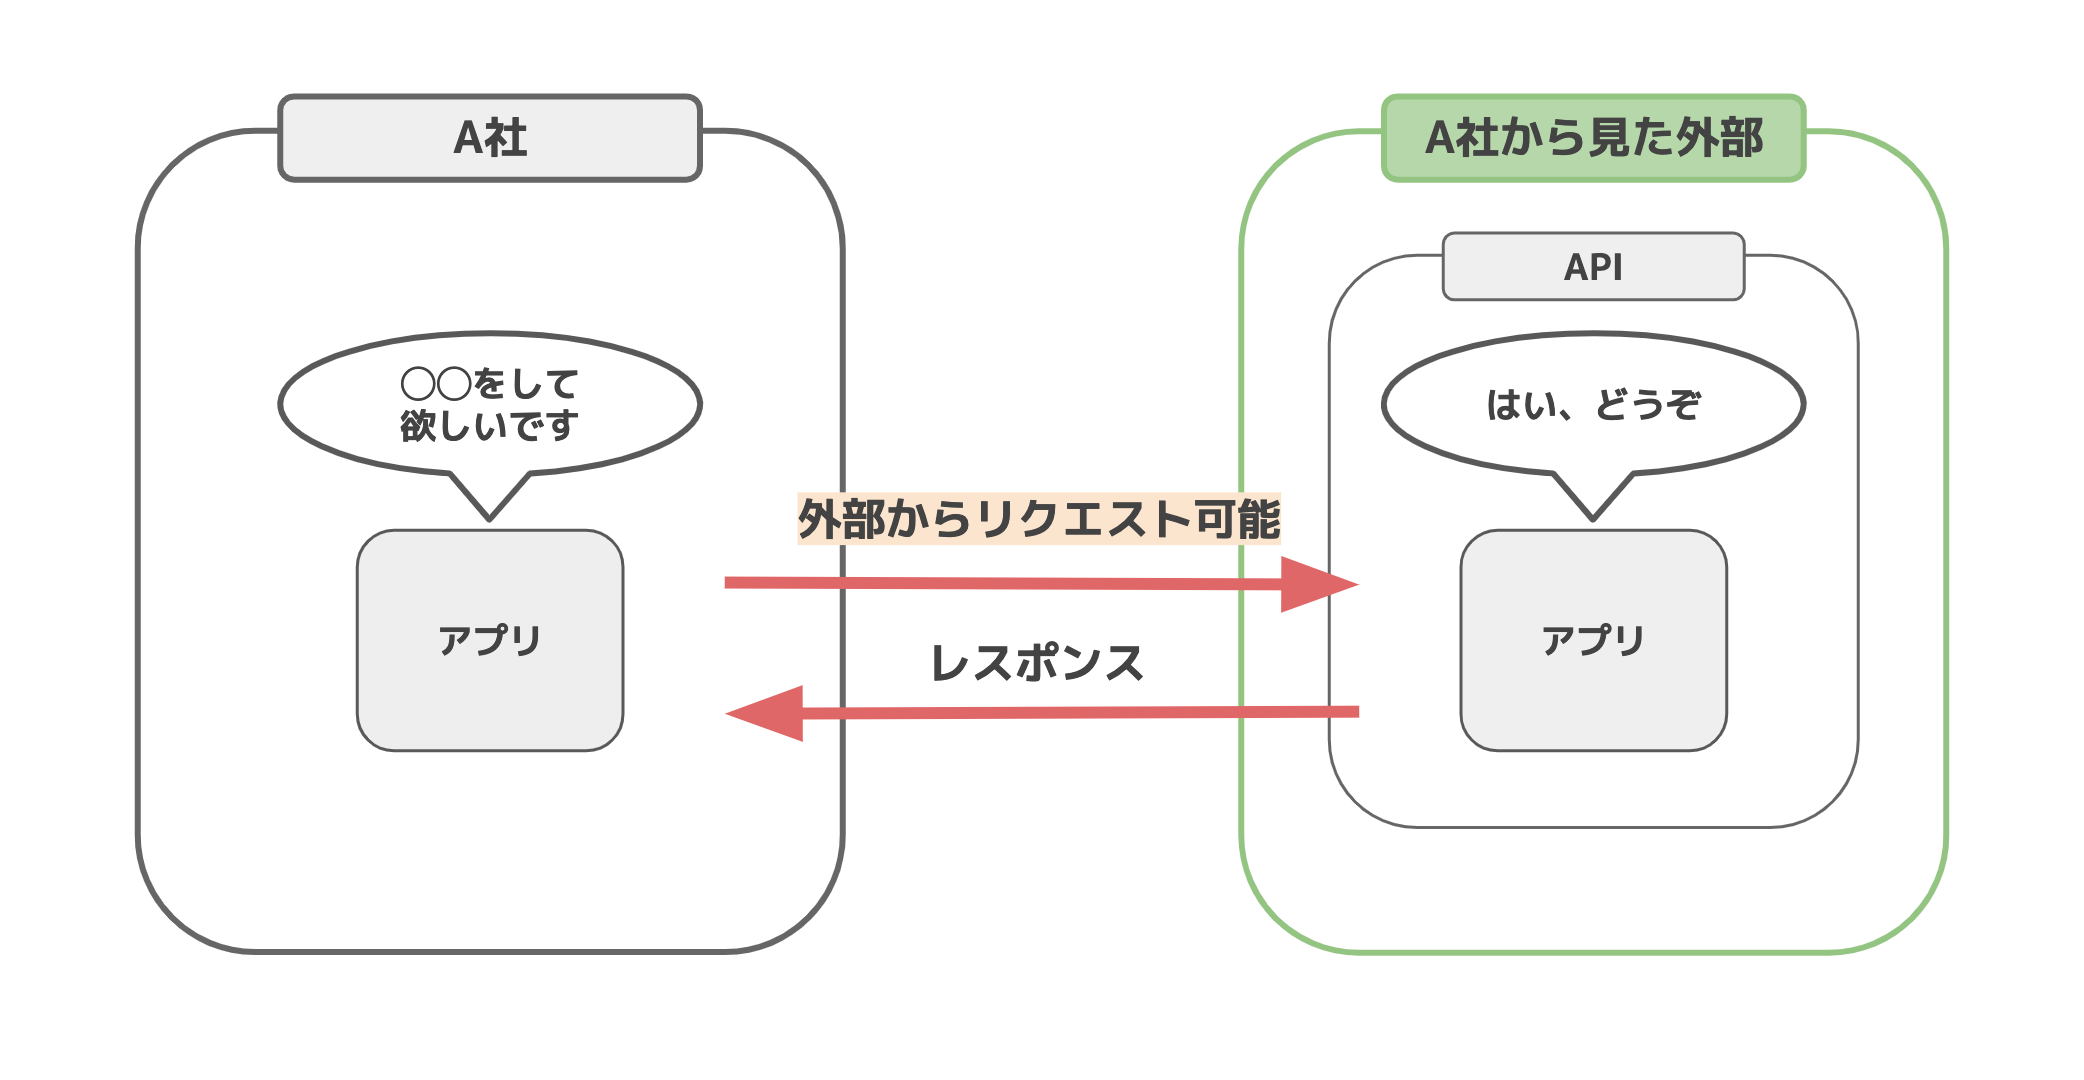 A社
A社から見た外部
API
◯◯をして
欲しいです
はい、どうぞ
外部からリクエスト可能
アプリ
アプリ
レスポンス